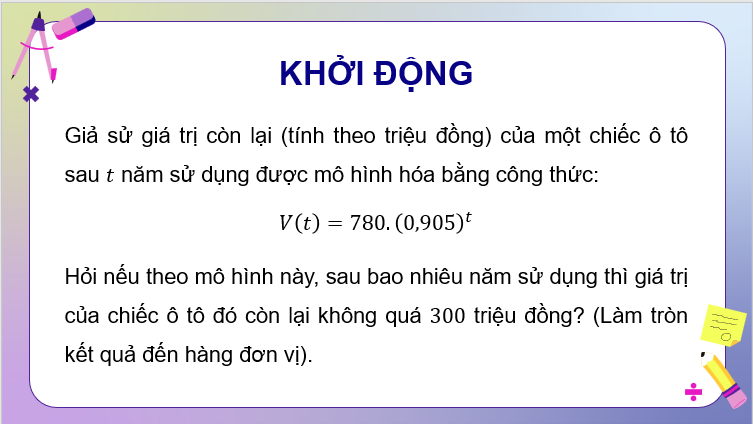 KHỞI ĐỘNG
Giả sử giá trị còn lại (tính theo triệu đồng) của một chiếc ô tô
sau 𝑡 năm sử dụng được mô hình hóa bằng công thức:
𝑉(𝑡) = 780. (0,905)^𝑡
Hỏi nếu theo mô hình này, sau bao nhiêu năm sử dụng thì giá trị
của chiếc ô tô đó còn lại không quá 300 triệu đồng? (Làm tròn
kết quả đến hàng đơn vị).